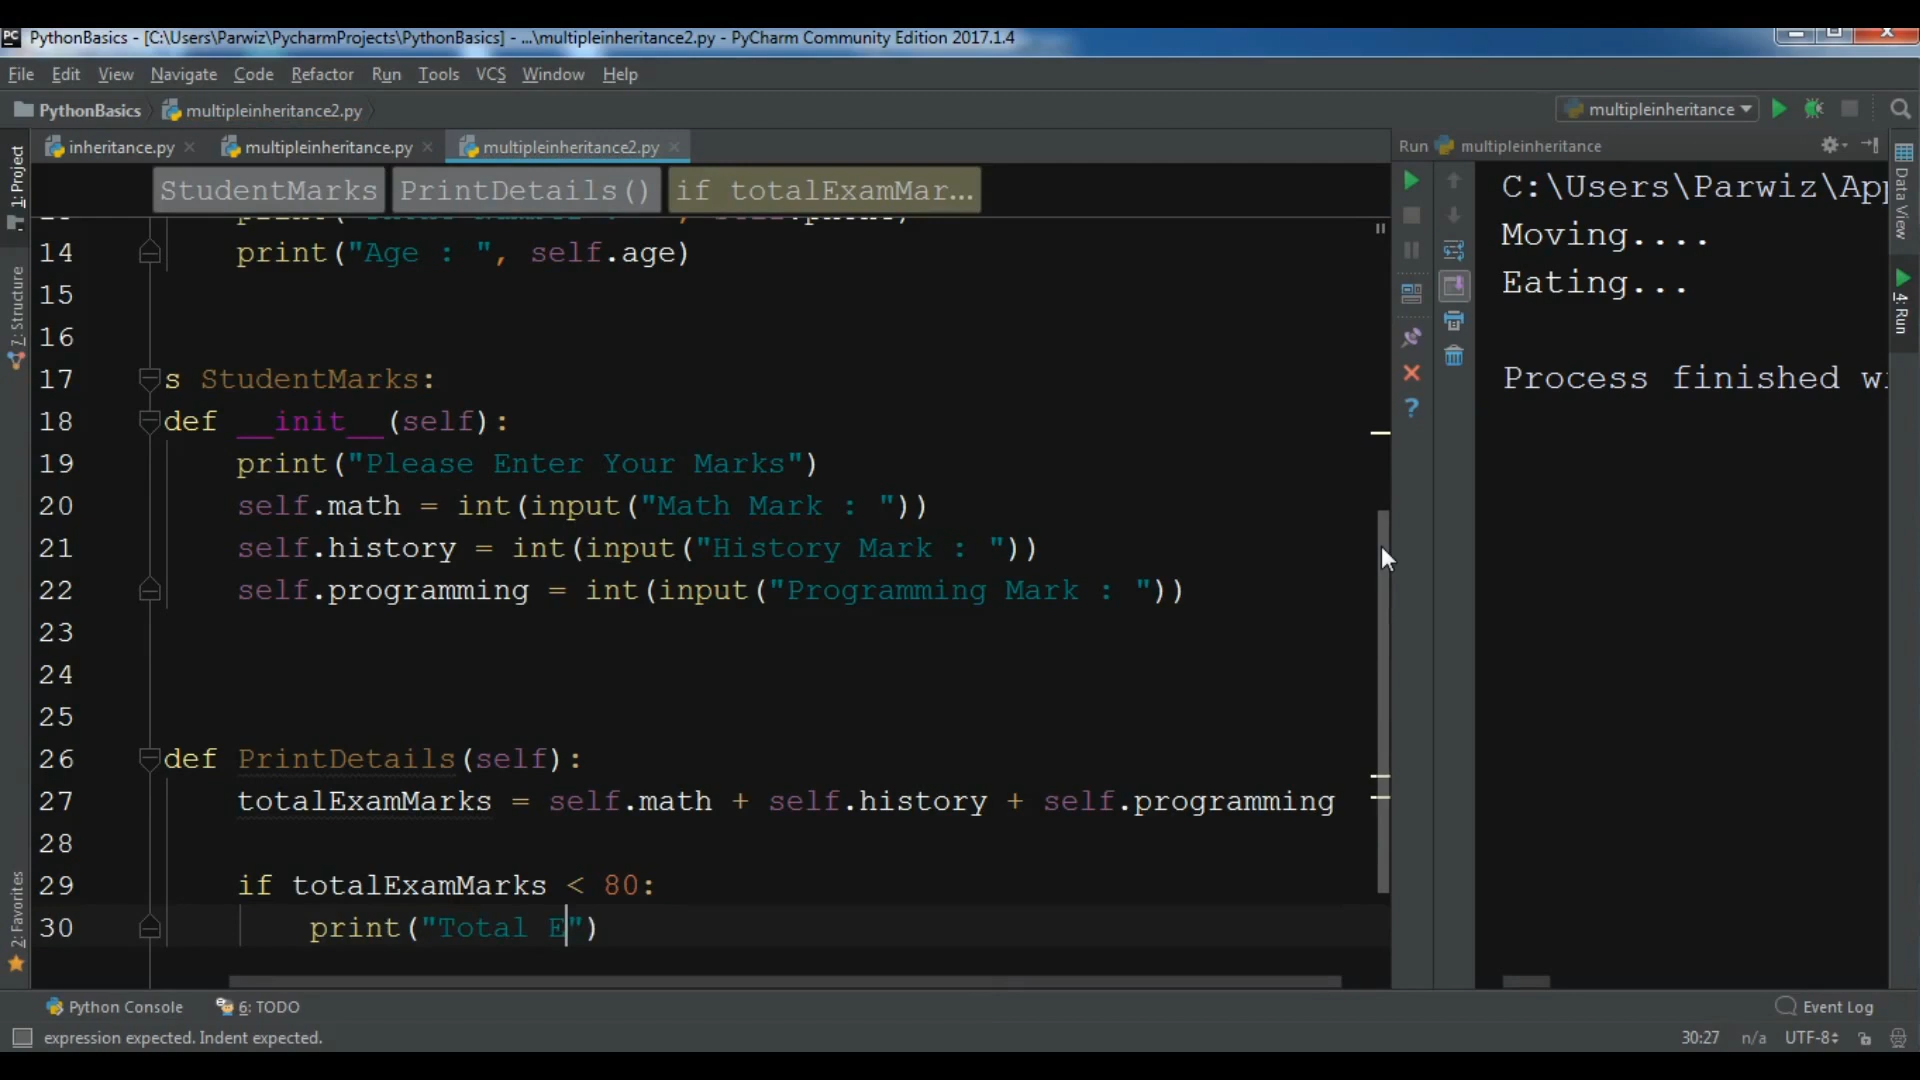 PythonBasics - [C:\Users\Parwiz\PycharmProjects\PythonBasics] - ...\multipleinheritance2.py - PyCharm Community Edition 2017.1.4
File Edit View Navigate Code Refactor Run Tools VCS Window Help
PythonBasics multipleinheritance2.py multipleinheritance
inheritance.py multipleinheritance.py multipleinheritance2.py Run multipleinheritance
StudentMarks PrintDetails() if totalExamMar...
14 print("Age : ", self.age)
15
16
17 s StudentMarks:
18 def __init__(self):
19 print("Please Enter Your Marks")
20 self.math = int(input("Math Mark : "))
21 self.history = int(input("History Mark : "))
22 self.programming = int(input("Programming Mark : "))
23
24
25
26 def PrintDetails(self):
27 totalExamMarks = self.math + self.history + self.programming
28
29 if totalExamMarks < 80:
30 print("Total E")
C:\Users\Parwiz\App
Moving....
Eating...
Process finished wi
1: Project
7: Structure
2: Favorites
Data View
4: Run
Python Console 6: TODO Event Log
expression expected. Indent expected. 30:27 n/a UTF-8